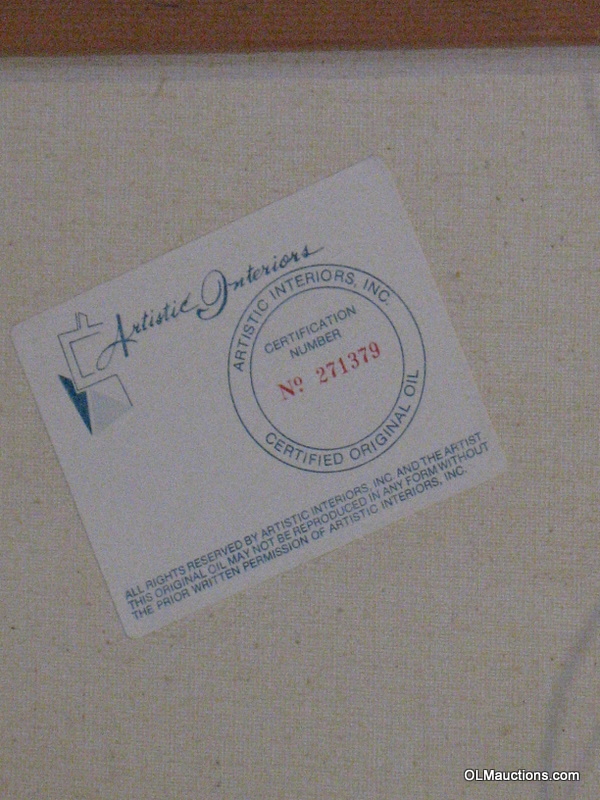 Artistic Interiors
ARTISTIC INTERIORS, INC.
CERTIFICATION
NUMBER
Nº 271379
CERTIFIED ORIGINAL OIL
ALL RIGHTS RESERVED BY ARTISTIC INTERIORS, INC. AND THE ARTIST
THIS ORIGINAL OIL MAY NOT BE REPRODUCED IN ANY FORM WITHOUT
THE PRIOR WRITTEN PERMISSION OF ARTISTIC INTERIORS, INC.
OLMauctions.com